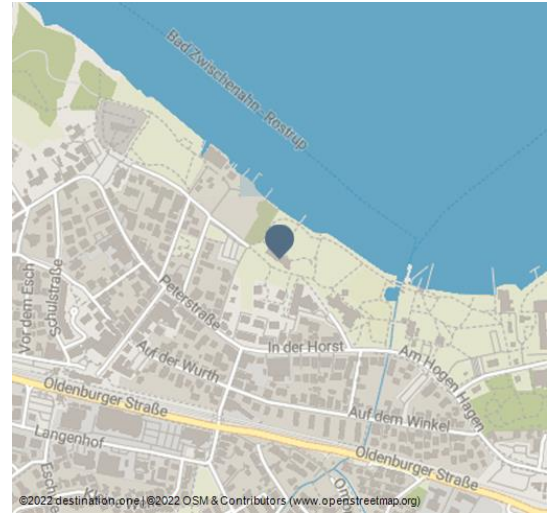 Bad Zwischenahn - Rostrup
Vor dem Esch
Schulstraße
Peterstraße
In der Horst
Am Hogen Hagen
Auf der Wurth
Oldenburger Straße
Auf dem Winkel
Langenhof
Oldenburger Straße
©2022 destination.one | ©2022 OSM & Contributors (www.openstreetmap.org)